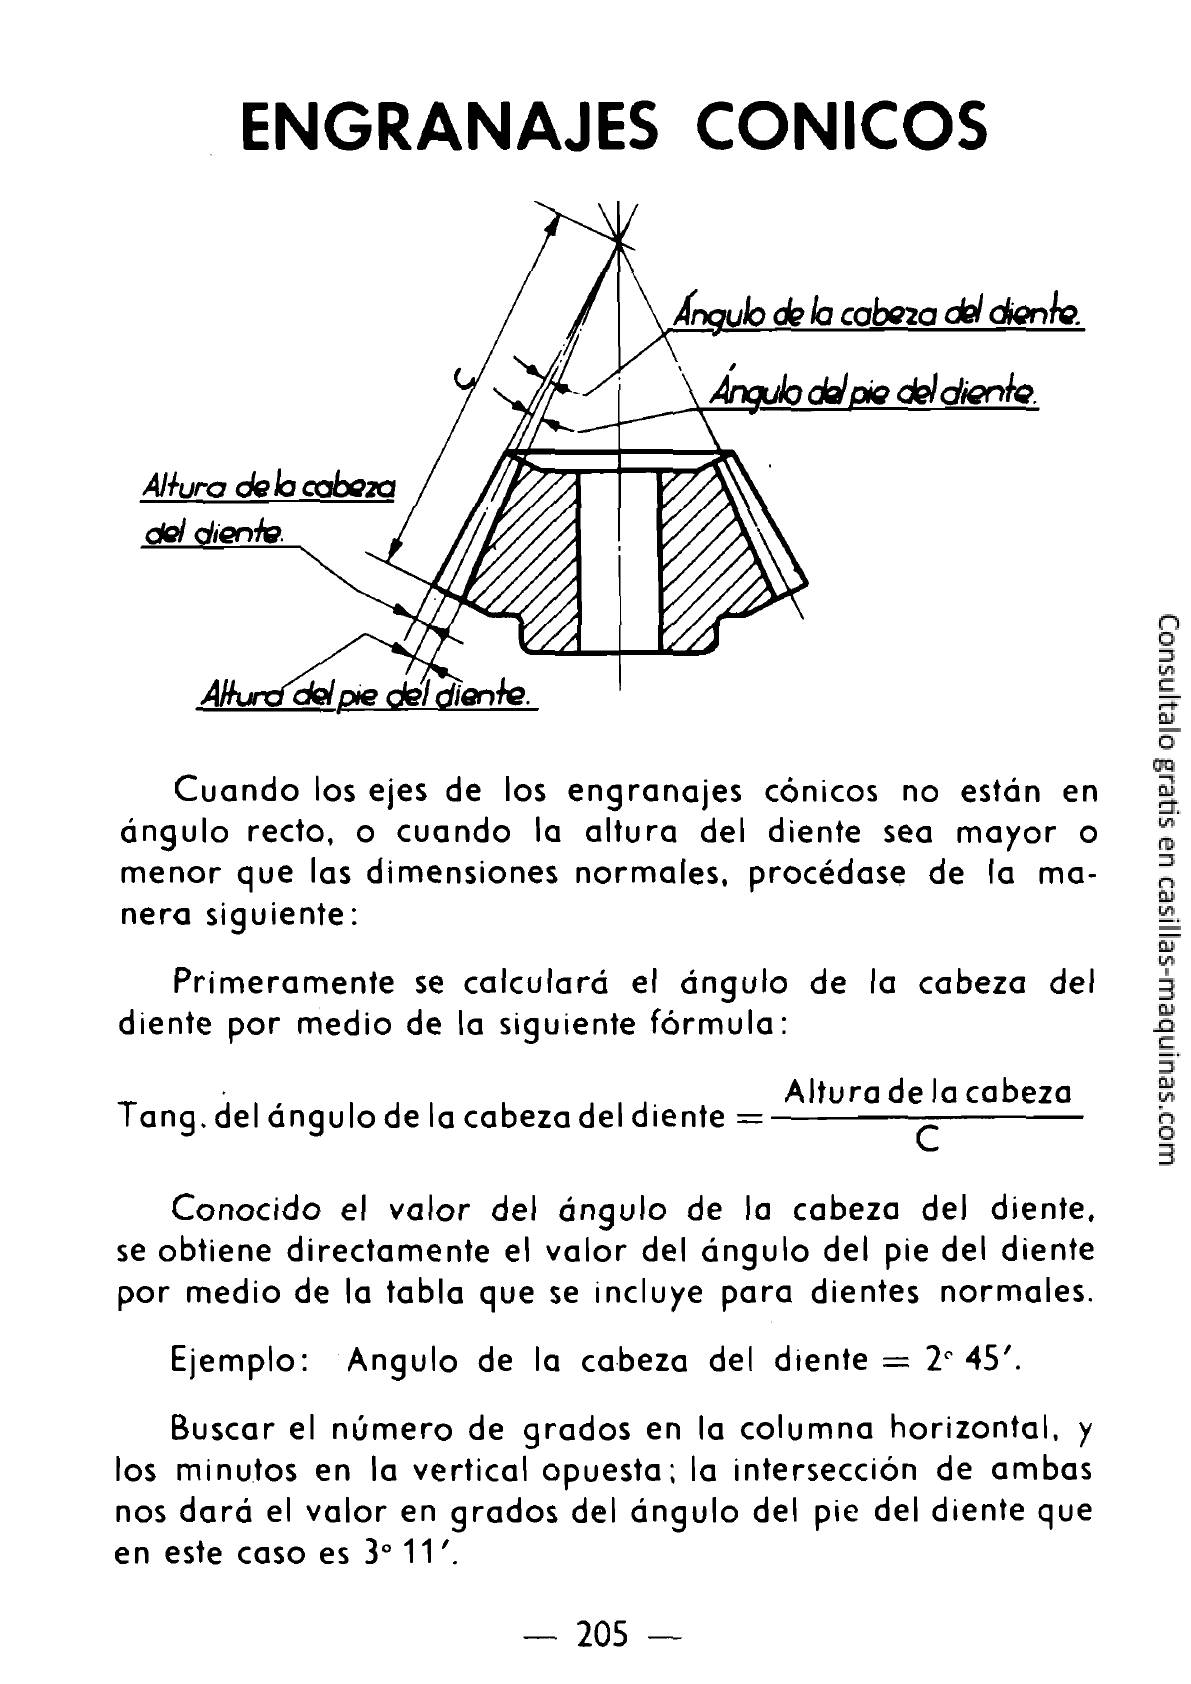 ENGRANAJES CONICOS
Ángulo de la cabeza del diente.
C
Ángulo del pie del diente.
Altura de la cabeza
del diente.
Altura del pie del diente.
Cuando los ejes de los engranajes cónicos no están en
ángulo recto, o cuando la altura del diente sea mayor o
menor que las dimensiones normales, procédase de la ma-
nera siguiente:
Primeramente se calculará el ángulo de la cabeza del
diente por medio de la siguiente fórmula:
Tang. del ángulo de la cabeza del diente = Altura de la cabeza
C
Conocido el valor del ángulo de la cabeza del diente,
se obtiene directamente el valor del ángulo del pie del diente
por medio de la tabla que se incluye para dientes normales.
Ejemplo: Angulo de la cabeza del diente = 2° 45′.
Buscar el número de grados en la columna horizontal, y
los minutos en la vertical opuesta; la intersección de ambas
nos dará el valor en grados del ángulo del pie del diente que
en este caso es 3° 11′.
— 205 —
Consultalo gratis en casillas-maquinas.com